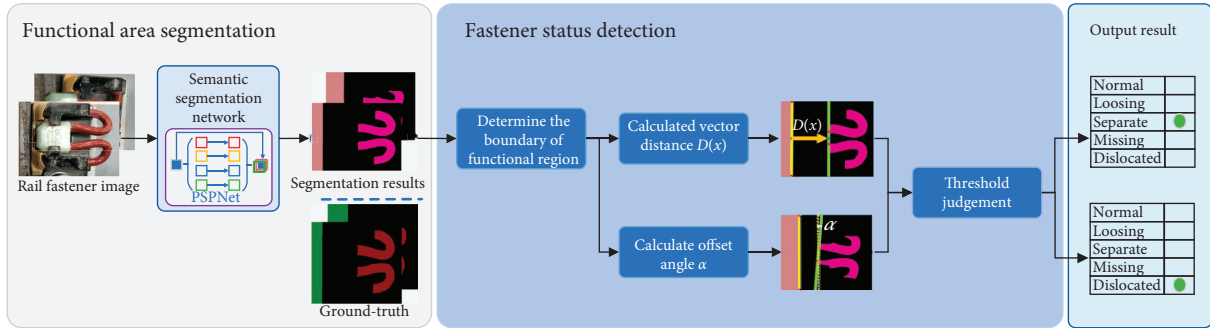 Functional area segmentation
Semantic
segmentation
network
PSPNet
Rail fastener image
Segmentation results
Ground-truth
Fastener status detection
Determine the
boundary of
functional region
Calculated vector
distance D(x)
D(x)
Calculate offset
angle α
α
Threshold
judgement
Output result
Normal
Loosing
Separate
Missing
Dislocated
Normal
Loosing
Separate
Missing
Dislocated